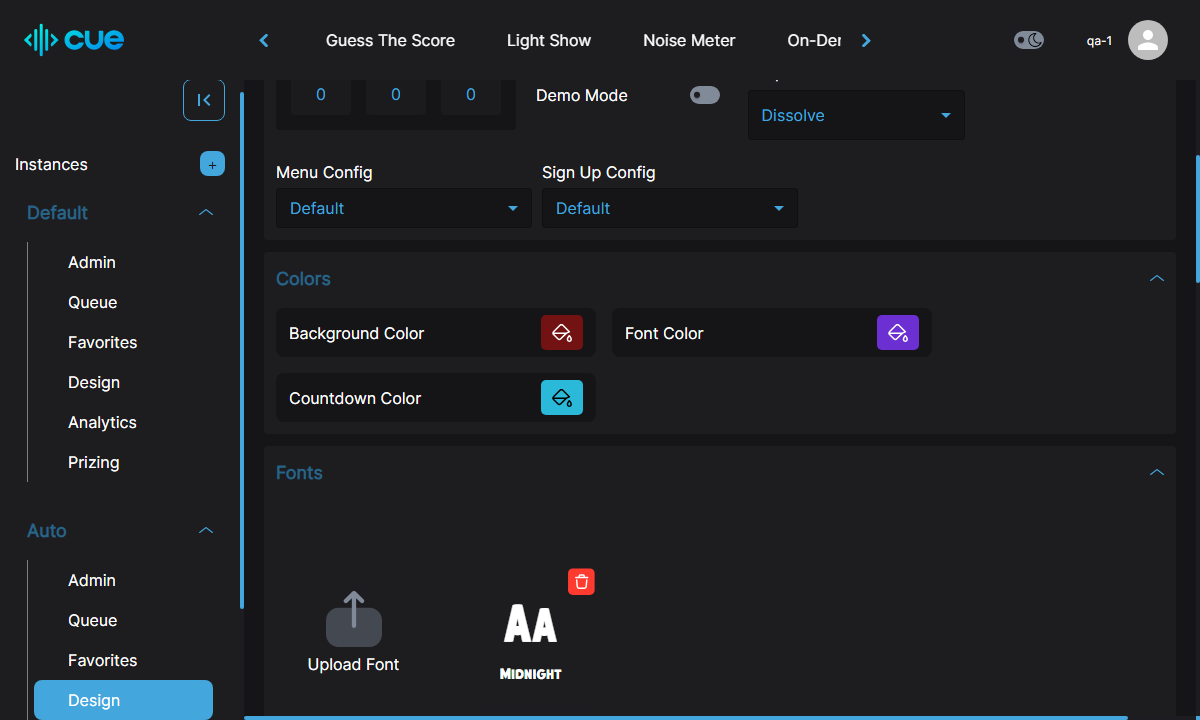 cue
Guess The Score
Light Show
Noise Meter
On-Der
qa-1
0
0
0
Demo Mode
Dissolve
Instances
+
Menu Config
Sign Up Config
Default
Default
Default
Admin
Queue
Favorites
Design
Analytics
Prizing
Colors
Background Color
Font Color
Countdown Color
Fonts
Auto
Admin
Queue
Favorites
Design
Upload Font
AA
MIDNIGHT